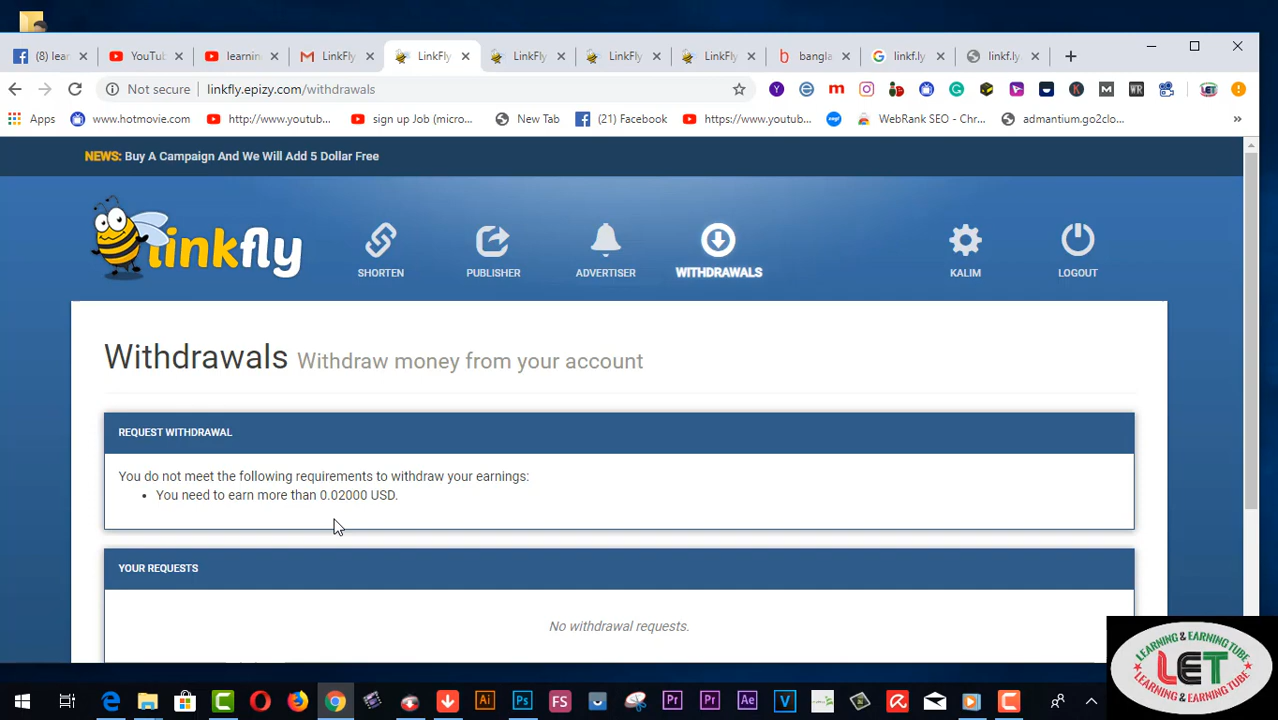 (8) lear
YouTub
learning
LinkFly
LinkFly
LinkFly
LinkFly
LinkFly
bangla
linkf.ly
linkf.ly
Not secure
linkfly.epizy.com/withdrawals
Apps
www.hotmovie.com
http://www.youtub...
sign up Job (micro...
New Tab
(21) Facebook
https://www.youtub...
WebRank SEO - Chr...
admantium.go2clo...
»
NEWS: Buy A Campaign And We Will Add 5 Dollar Free
linkfly
SHORTEN
PUBLISHER
ADVERTISER
WITHDRAWALS
KALIM
LOGOUT
Withdrawals Withdraw money from your account
REQUEST WITHDRAWAL
You do not meet the following requirements to withdraw your earnings:
• You need to earn more than 0.02000 USD.
YOUR REQUESTS
No withdrawal requests.
LEARNING & EARNING TUBE
LET
LEARNING & EARNING TUBE